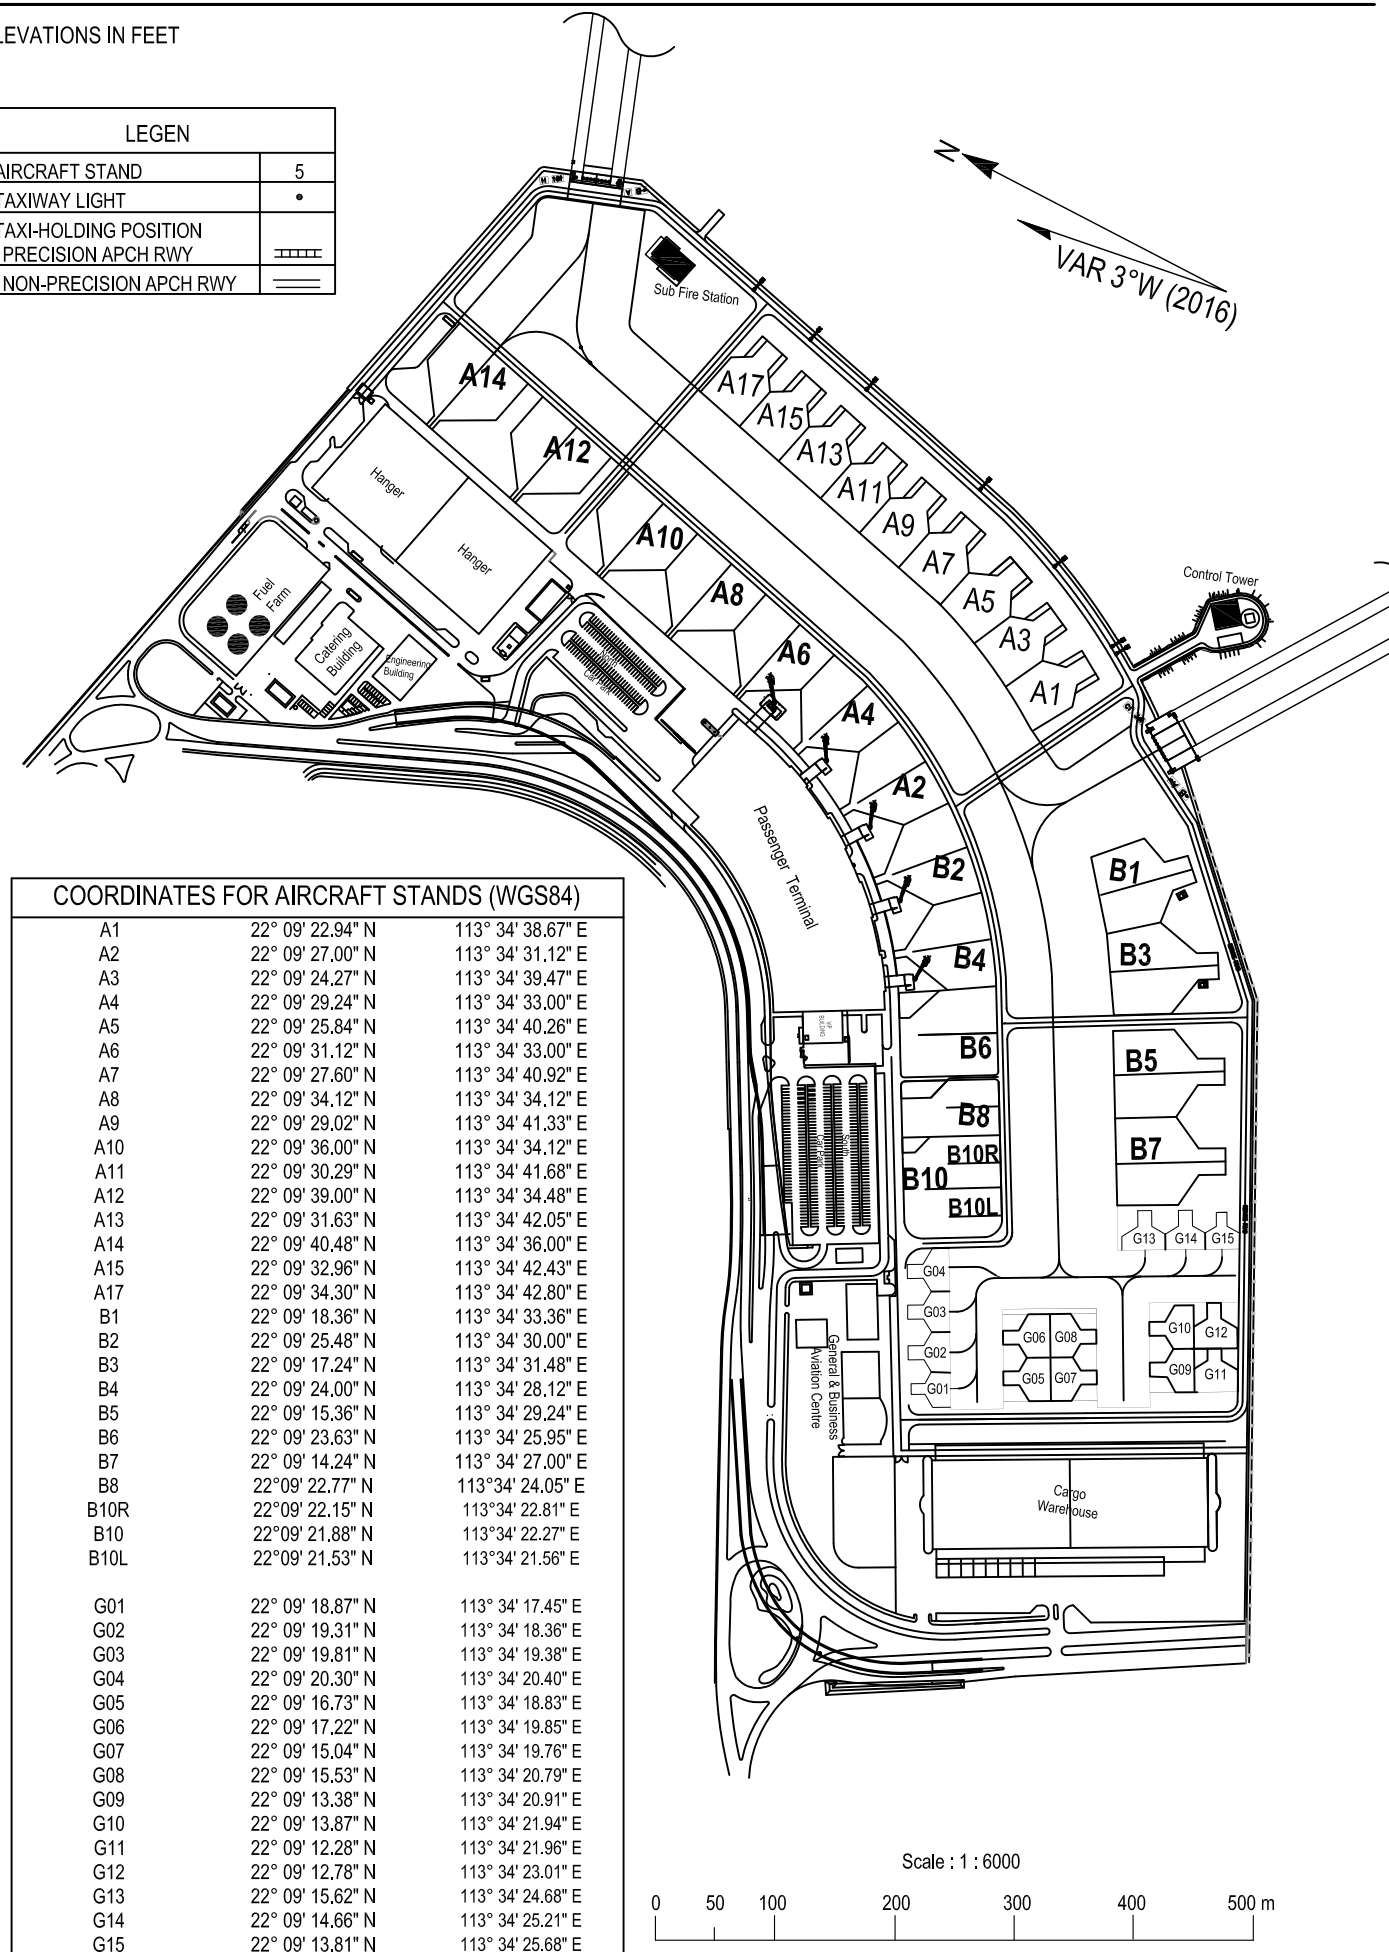 LEVATIONS IN FEET
LEGEN
AIRCRAFT STAND 5
TAXIWAY LIGHT
TAXI-HOLDING POSITION
PRECISION APCH RWY
NON-PRECISION APCH RWY
N
VAR 3°W (2016)
Sub Fire Station
A14
A12
A17
A15
A13
A11
A9
A7
A5
A3
A1
A10
A8
A6
A4
A2
Hanger
Hanger
Fuel
Farm
Catering
Building
Engineering
Building
Car Park
Control Tower
Passenger Terminal
B1
B2
B3
B4
VIP
BUILDING
B5
B6
B7
B8
B10R
B10
B10L
South
Car Park
G13
G14
G15
G04
G03
G02
G01
G06
G08
G05
G07
G10
G12
G09
G11
General & Business
Aviation Centre
Cargo
Warehouse
COORDINATES FOR AIRCRAFT STANDS (WGS84)
A1 22° 09' 22.94" N 113° 34' 38.67" E
A2 22° 09' 27.00" N 113° 34' 31.12" E
A3 22° 09' 24.27" N 113° 34' 39.47" E
A4 22° 09' 29.24" N 113° 34' 33.00" E
A5 22° 09' 25.84" N 113° 34' 40.26" E
A6 22° 09' 31.12" N 113° 34' 33.00" E
A7 22° 09' 27.60" N 113° 34' 40.92" E
A8 22° 09' 34.12" N 113° 34' 34.12" E
A9 22° 09' 29.02" N 113° 34' 41.33" E
A10 22° 09' 36.00" N 113° 34' 34.12" E
A11 22° 09' 30.29" N 113° 34' 41.68" E
A12 22° 09' 39.00" N 113° 34' 34.48" E
A13 22° 09' 31.63" N 113° 34' 42.05" E
A14 22° 09' 40.48" N 113° 34' 36.00" E
A15 22° 09' 32.96" N 113° 34' 42.43" E
A17 22° 09' 34.30" N 113° 34' 42.80" E
B1 22° 09' 18.36" N 113° 34' 33.36" E
B2 22° 09' 25.48" N 113° 34' 30.00" E
B3 22° 09' 17.24" N 113° 34' 31.48" E
B4 22° 09' 24.00" N 113° 34' 28.12" E
B5 22° 09' 15.36" N 113° 34' 29.24" E
B6 22° 09' 23.63" N 113° 34' 25.95" E
B7 22° 09' 14.24" N 113° 34' 27.00" E
B8 22°09' 22.77" N 113°34' 24.05" E
B10R 22°09' 22.15" N 113°34' 22.81" E
B10 22°09' 21.88" N 113°34' 22.27" E
B10L 22°09' 21.53" N 113°34' 21.56" E
G01 22° 09' 18.87" N 113° 34' 17.45" E
G02 22° 09' 19.31" N 113° 34' 18.36" E
G03 22° 09' 19.81" N 113° 34' 19.38" E
G04 22° 09' 20.30" N 113° 34' 20.40" E
G05 22° 09' 16.73" N 113° 34' 18.83" E
G06 22° 09' 17.22" N 113° 34' 19.85" E
G07 22° 09' 15.04" N 113° 34' 19.76" E
G08 22° 09' 15.53" N 113° 34' 20.79" E
G09 22° 09' 13.38" N 113° 34' 20.91" E
G10 22° 09' 13.87" N 113° 34' 21.94" E
G11 22° 09' 12.28" N 113° 34' 21.96" E
G12 22° 09' 12.78" N 113° 34' 23.01" E
G13 22° 09' 15.62" N 113° 34' 24.68" E
G14 22° 09' 14.66" N 113° 34' 25.21" E
G15 22° 09' 13.81" N 113° 34' 25.68" E
Scale : 1 : 6000
0 50 100 200 300 400 500 m